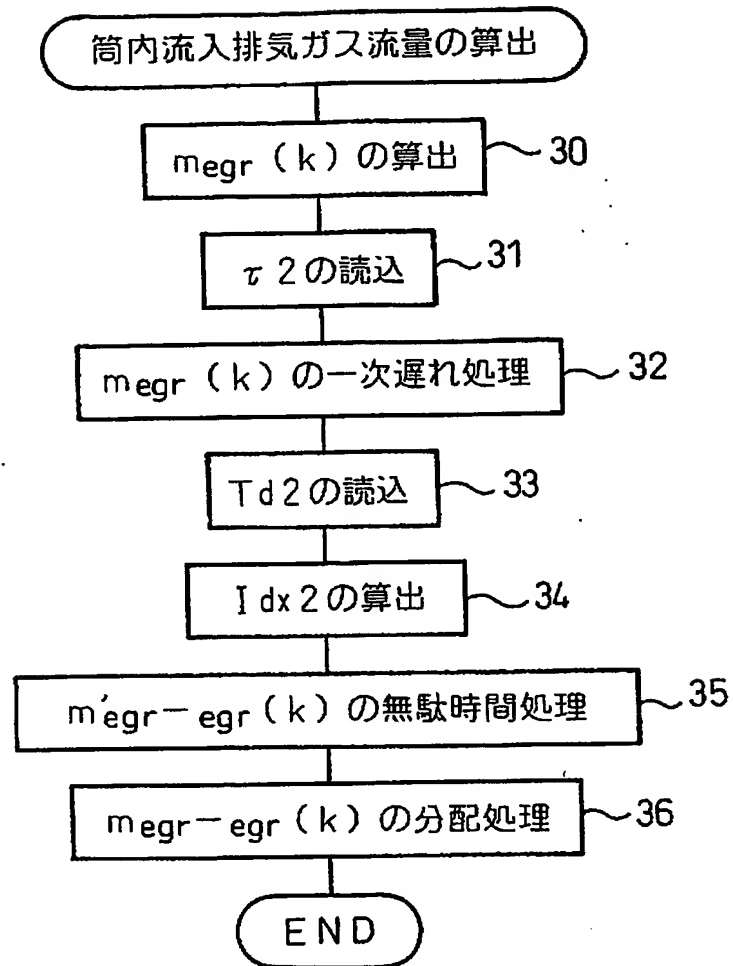 筒内流入排気ガス流量の算出
megr（k）の算出 30
τ2の読込 31
megr（k）の一次遅れ処理 32
Td2の読込 33
Idx2の算出 34
m'egr－egr（k）の無駄時間処理 35
megr－egr（k）の分配処理 36
END